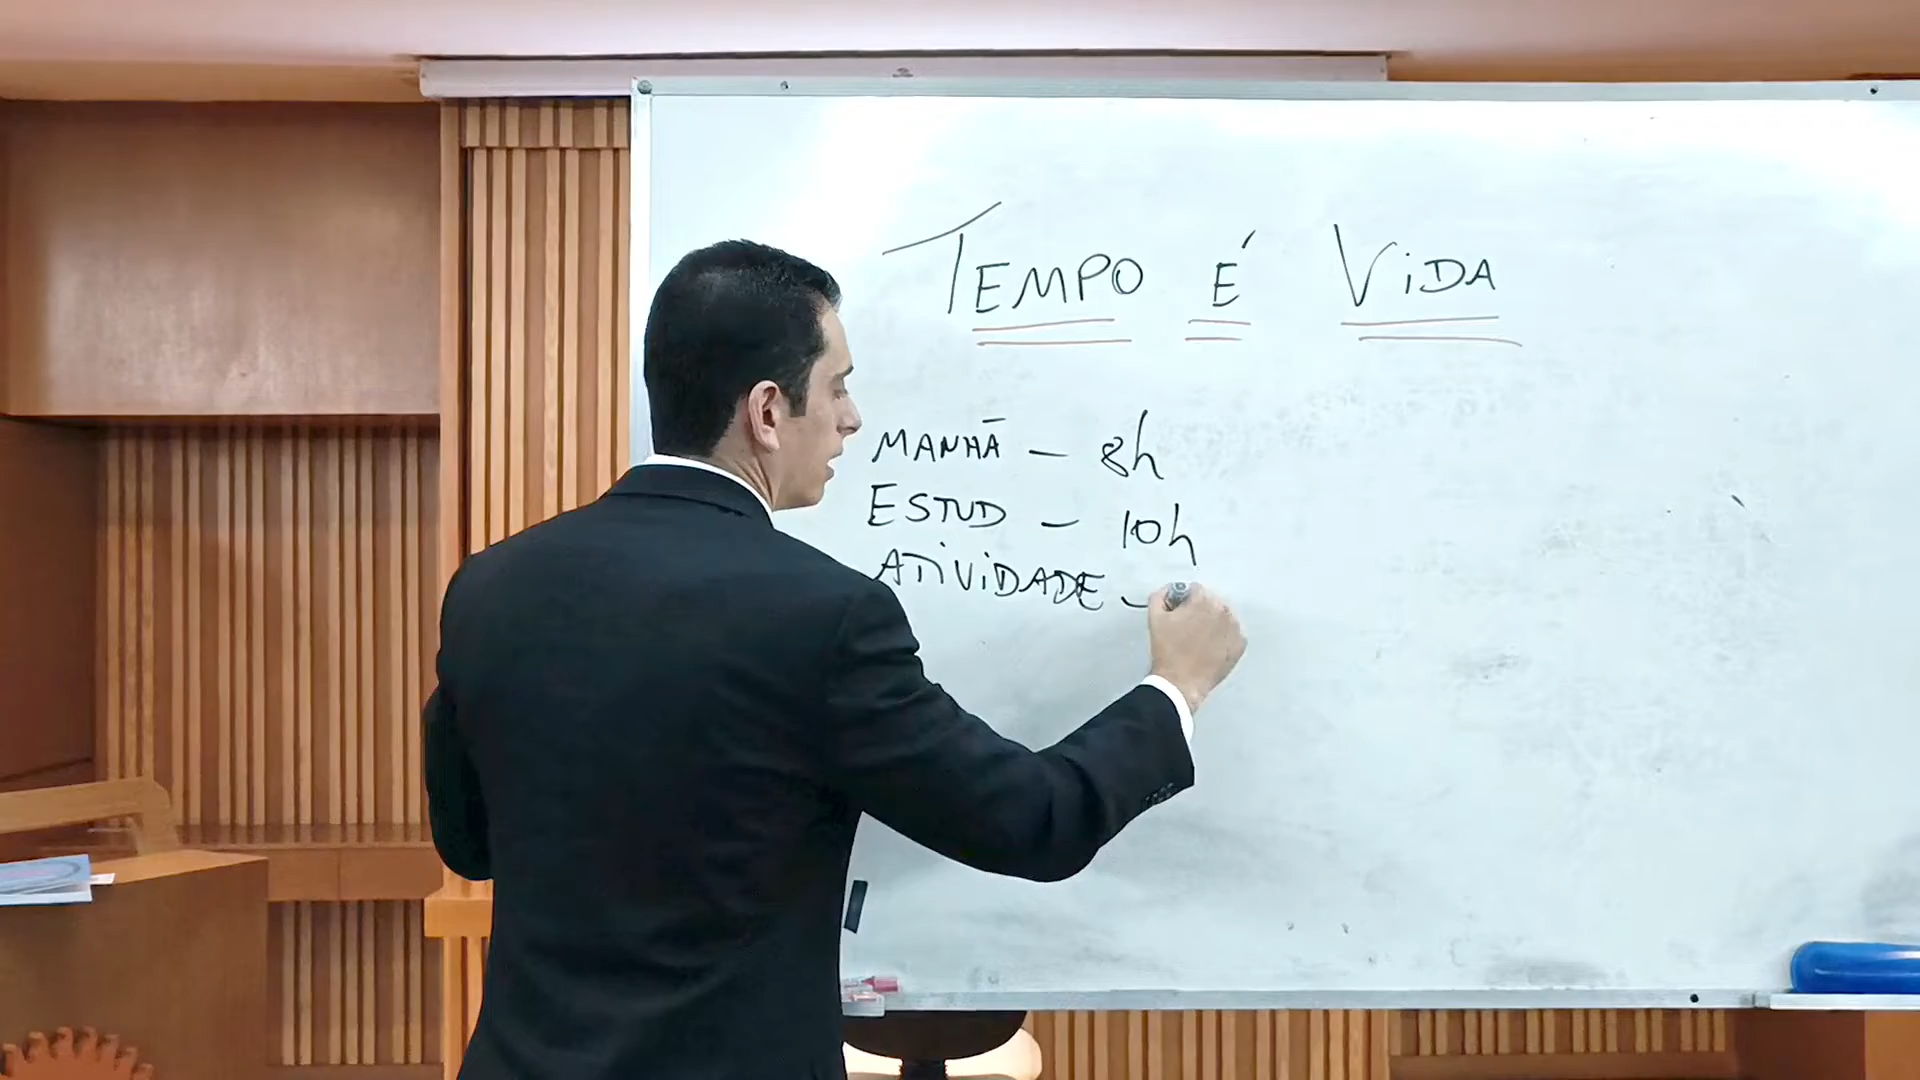 TEMPO É VIDA
MANHÃ – 8h
ESTUD – 10h
ATIVIDADE –